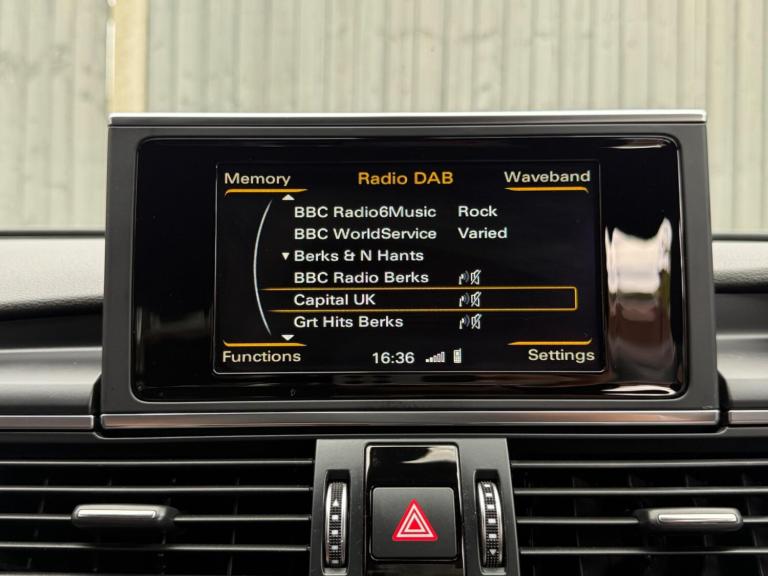 Memory Radio DAB Waveband
BBC Radio6Music Rock
BBC WorldService Varied
Berks & N Hants
BBC Radio Berks
Capital UK
Grt Hits Berks
Functions 16:36 Settings